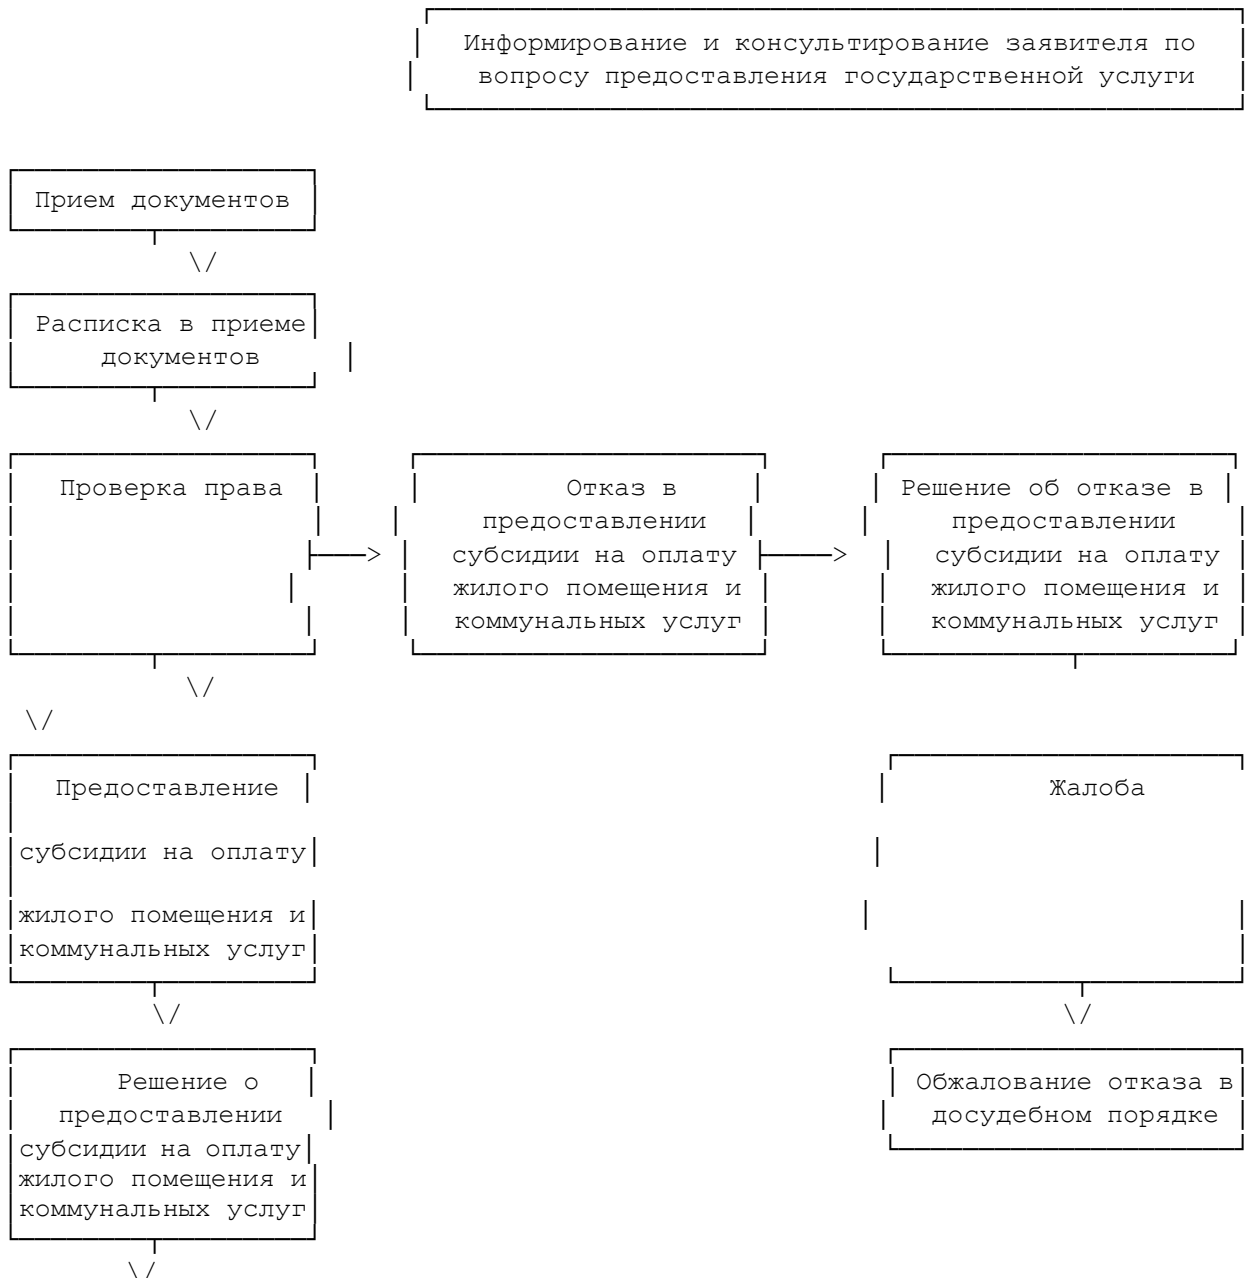 Информирование и консультирование заявителя по
вопросу предоставления государственной услуги
Прием документов
\/
Расписка в приеме
документов
\/
Проверка права
Отказ в
предоставлении
субсидии на оплату
жилого помещения и
коммунальных услуг
Решение об отказе в
предоставлении
субсидии на оплату
жилого помещения и
коммунальных услуг
\/
\/
Предоставление
субсидии на оплату
жилого помещения и
коммунальных услуг
Жалоба
\/
\/
Решение о
предоставлении
субсидии на оплату
жилого помещения и
коммунальных услуг
Обжалование отказа в
досудебном порядке
\/